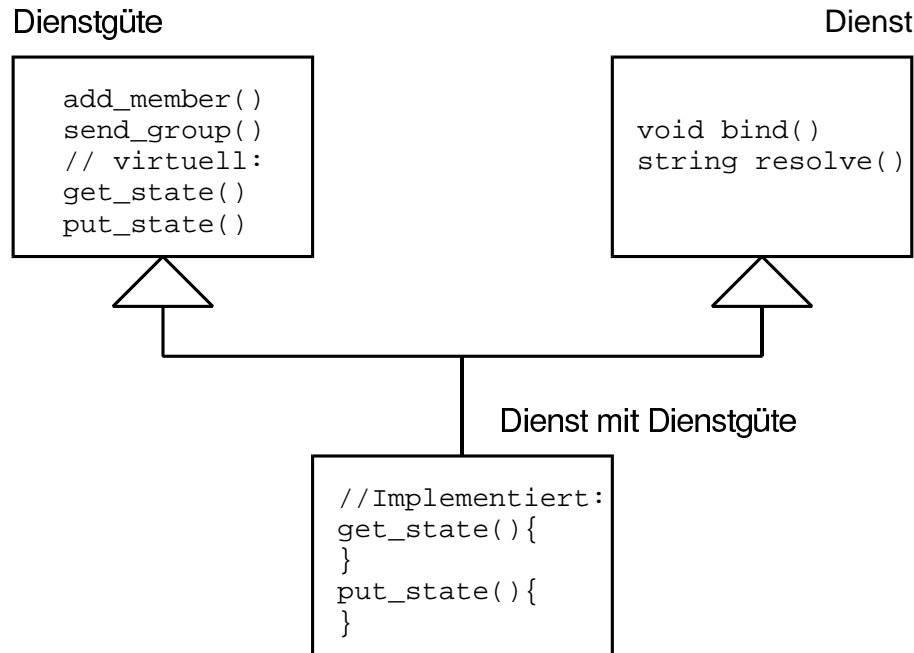 Dienstgüte
add_member()
send_group()
// virtuell:
get_state()
put_state()
Dienst
void bind()
string resolve()
Dienst mit Dienstgüte
//Implementiert:
get_state(){
}
put_state(){
}